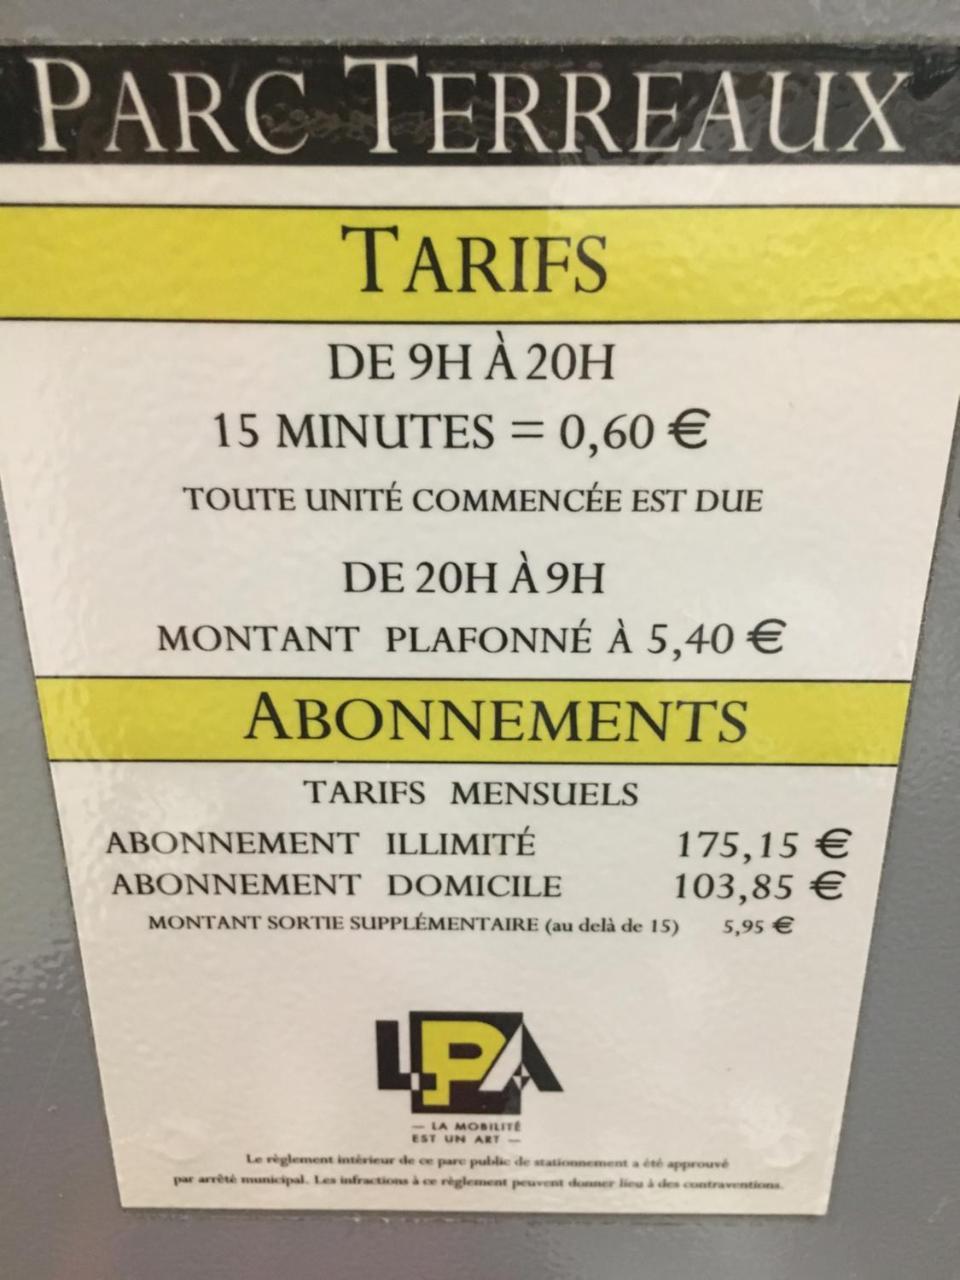 PARC TERREAUX
TARIFS
DE 9H À 20H
15 MINUTES = 0,60 €
TOUTE UNITÉ COMMENCÉE EST DUE
DE 20H À 9H
MONTANT PLAFONNÉ À 5,40 €
ABONNEMENTS
TARIFS MENSUELS
ABONNEMENT ILLIMITÉ 175,15 €
ABONNEMENT DOMICILE 103,85 €
MONTANT SORTIE SUPPLÉMENTAIRE (au delà de 15) 5,95 €
LPA
— LA MOBILITÉ
EST UN ART —
Le règlement intérieur de ce parc public de stationnement a été approuvé
par arrêté municipal. Les infractions à ce règlement peuvent donner lieu à des contraventions.